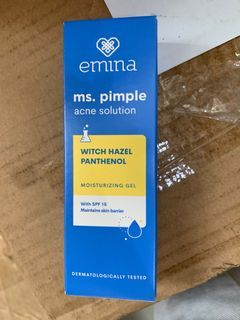 emina
ms. pimple
acne solution
WITCH HAZEL
PANTHENOL
MOISTURIZING GEL
With SPF 15
Maintains skin barrier
DERMATOLOGICALLY TESTED